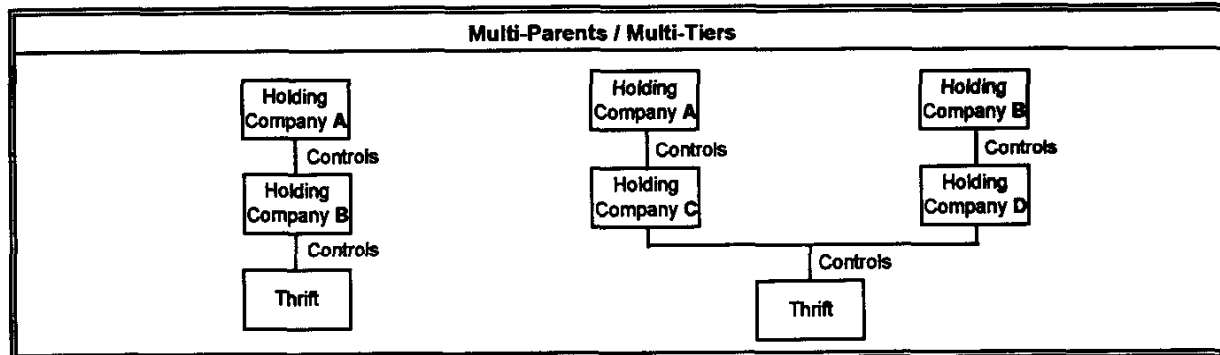 Multi-Parents / Multi-Tiers
Holding
Company A
Controls
Holding
Company B
Controls
Thrift
Holding
Company A
Controls
Holding
Company C
Holding
Company B
Controls
Holding
Company D
Controls
Thrift